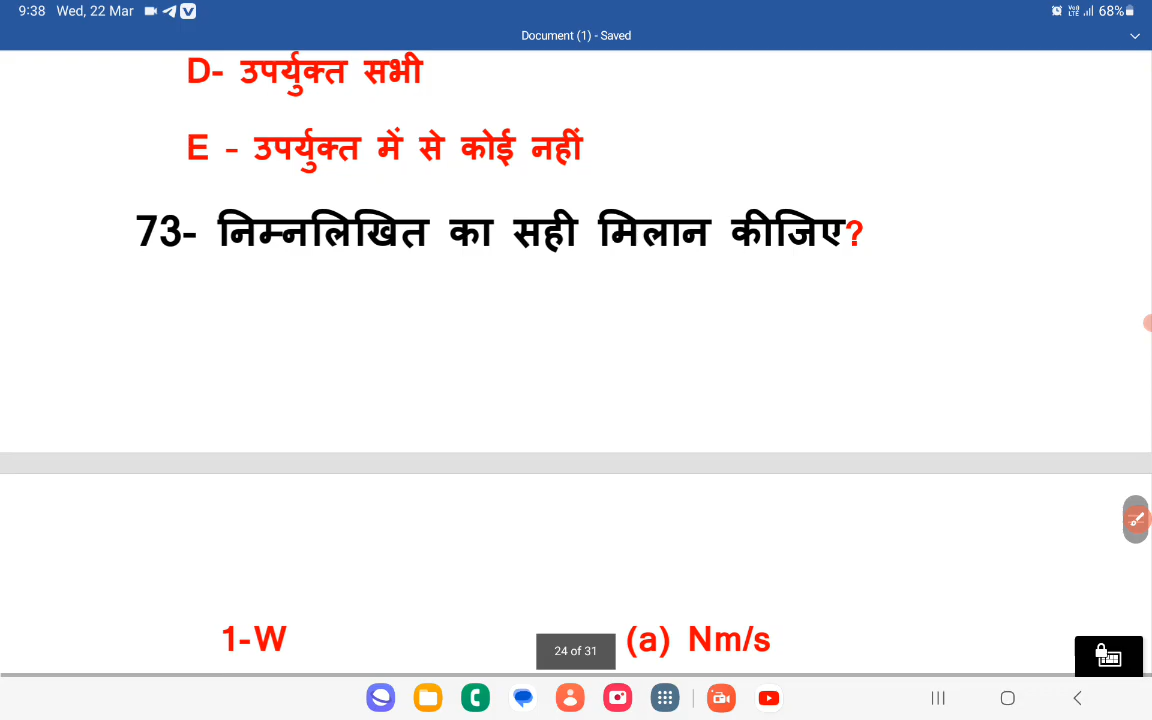 9:38 Wed, 22 Mar 68%
Document (1) - Saved
D- उपर्युक्त सभी
E - उपर्युक्त में से कोई नहीं
73- निम्नलिखित का सही मिलान कीजिए?
1-W (a) Nm/s
24 of 31